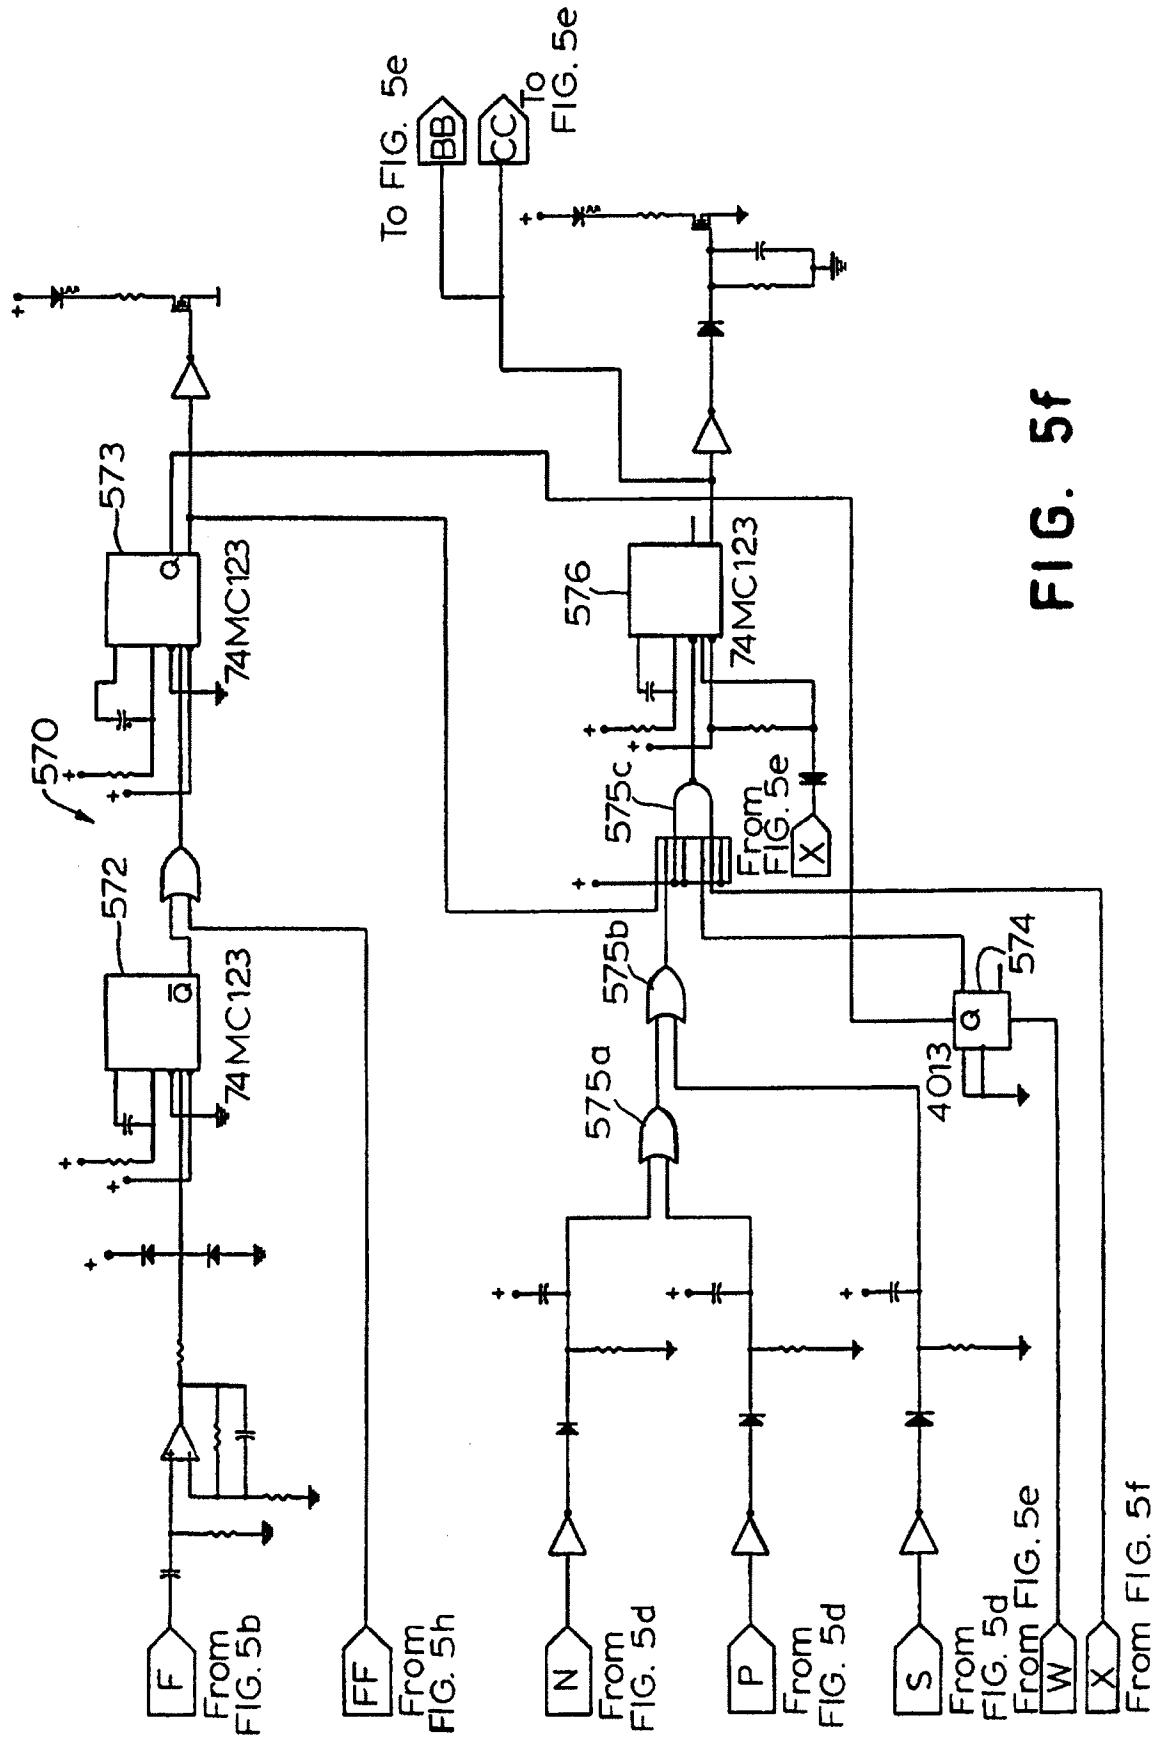 F
From
FIG. 5b
FF
From
FIG. 5h
N
From
FIG. 5d
P
From
FIG. 5d
S
From
FIG. 5d
From FIG. 5e
W
X
From FIG. 5f
+
+
+
572
Q
74MC123
570
+
+
573
Q
74MC123
+
+
+
+
575a
575b
+
575c
From
FIG. 5e
X
4013
Q
574
+
+
576
74MC123
+
To FIG. 5e
BB
CC
To
FIG. 5e
+
FIG. 5f